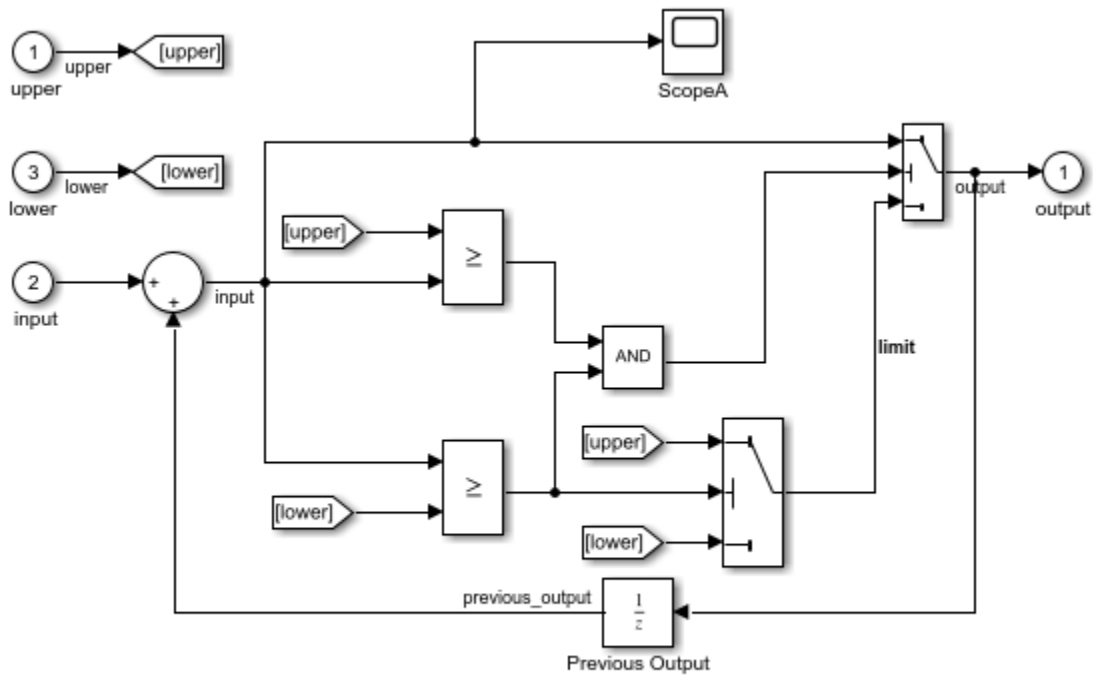 1
[upper]
upper
upper
ScopeA
3
[lower]
lower
lower
1
output
output
[upper]
≥
2
+
+
input
input
AND
limit
[upper]
≥
[lower]
[lower]
previous_output
1
z
Previous Output